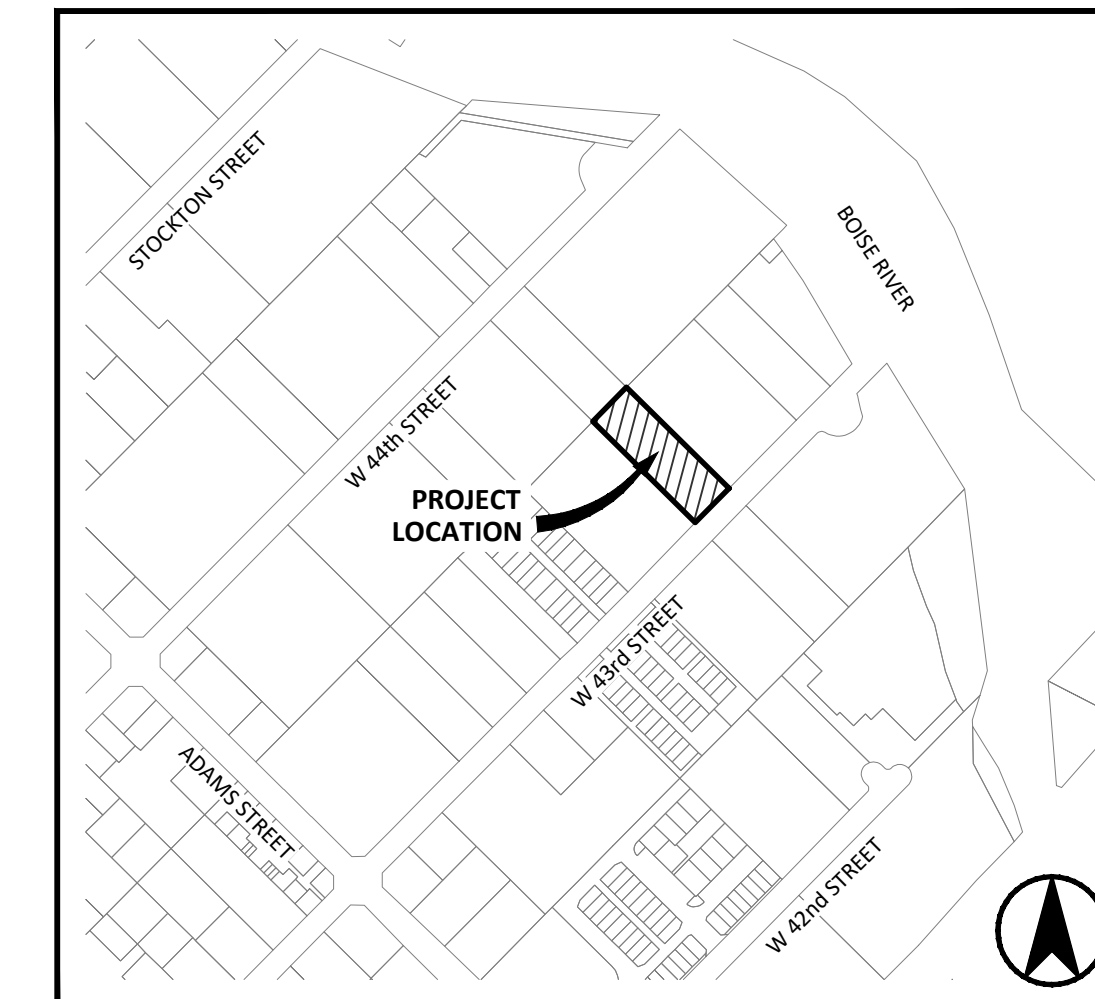 STOCKTON STREET
BOISE RIVER
W 44th STREET
PROJECT
LOCATION
W 43rd STREET
ADAMS STREET
W 42nd STREET